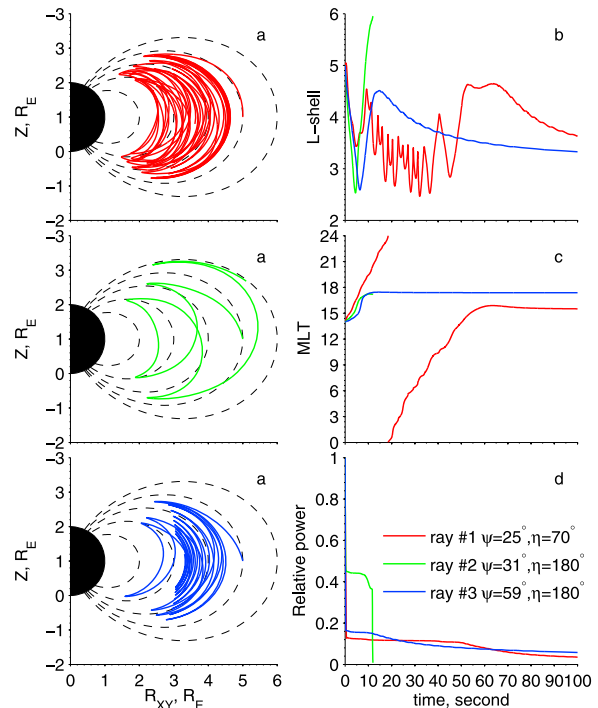 −3
3
2
1
0
−1
−2
Z, R_E
a
6
5
4
3
2
L−shell
b
−3
3
2
1
0
−1
−2
Z, R_E
a
24
21
18
15
12
9
6
3
0
MLT
c
−3
3
2
1
0
−1
−2
Z, R_E
a
0 1 2 3 4 5 6
R_XY, R_E
1
0.8
0.6
0.4
0.2
0
Relative power
d
ray #1 ψ=25°,η=70°
ray #2 ψ=31°,η=180°
ray #3 ψ=59°,η=180°
0 10 20 30 40 50 60 70 80 90 100
time, second